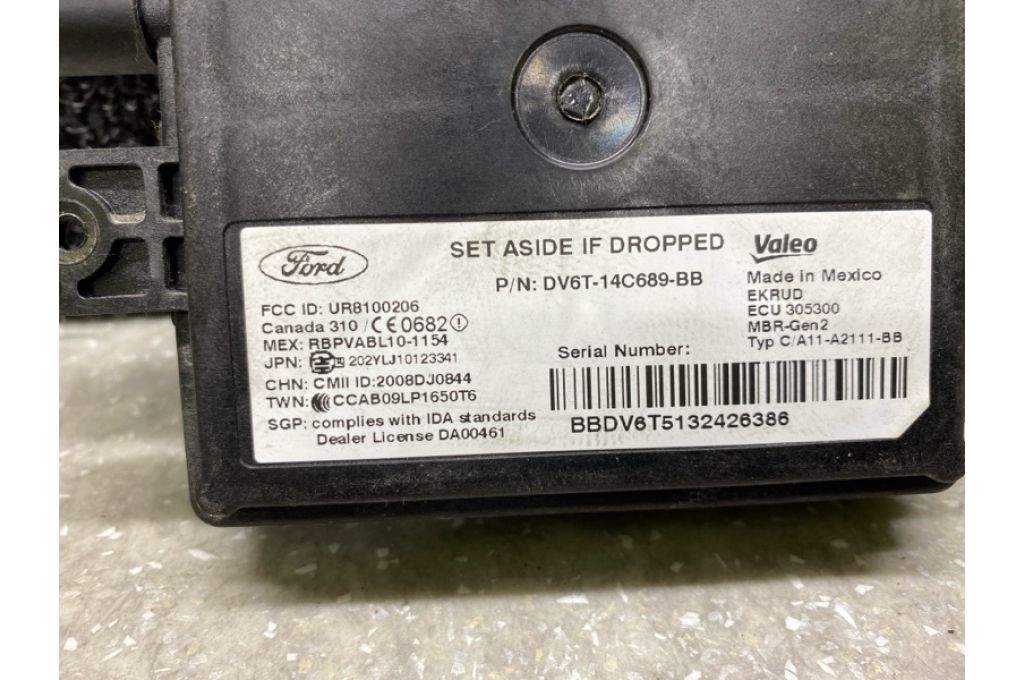 Ford
SET ASIDE IF DROPPED
Valeo
P/N: DV6T-14C689-BB
Made in Mexico
EKRUD
ECU 305300
MBR-Gen2
Typ C/A11-A2111-BB
FCC ID: UR8100206
Canada 310 / CE0682
MEX: RBPVABL10-1154
JPN: 202YLJ10123341
CHN: CMII ID:2008DJ0844
TWN: CCAB09LP1650T6
SGP: complies with IDA standards
Dealer License DA00461
Serial Number:
BBDV6T5132426386